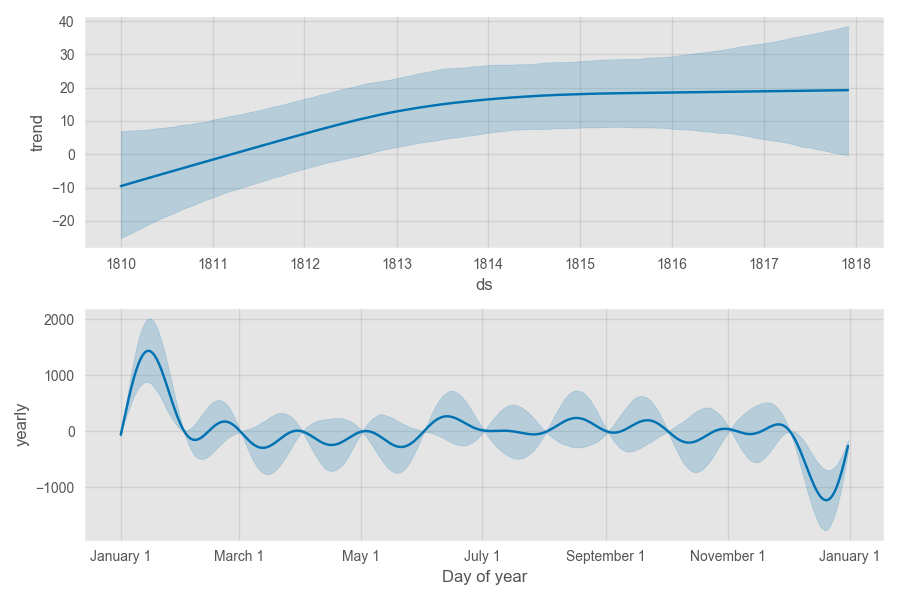 40
30
20
10
0
−10
−20
trend
1810 1811 1812 1813 1814 1815 1816 1817 1818
ds
2000
1000
0
−1000
yearly
January 1 March 1 May 1 July 1 September 1 November 1 January 1
Day of year